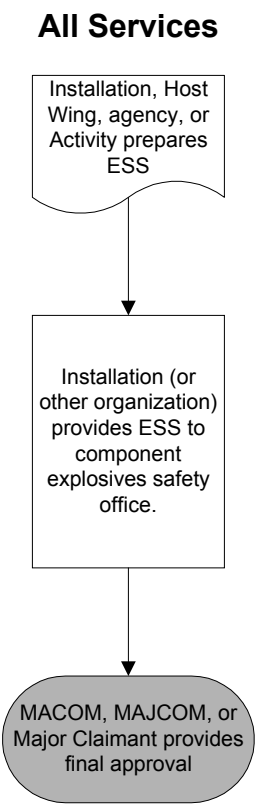 All Services
Installation, Host
Wing, agency, or
Activity prepares
ESS
Installation (or
other organization)
provides ESS to
component
explosives safety
office.
MACOM, MAJCOM, or
Major Claimant provides
final approval